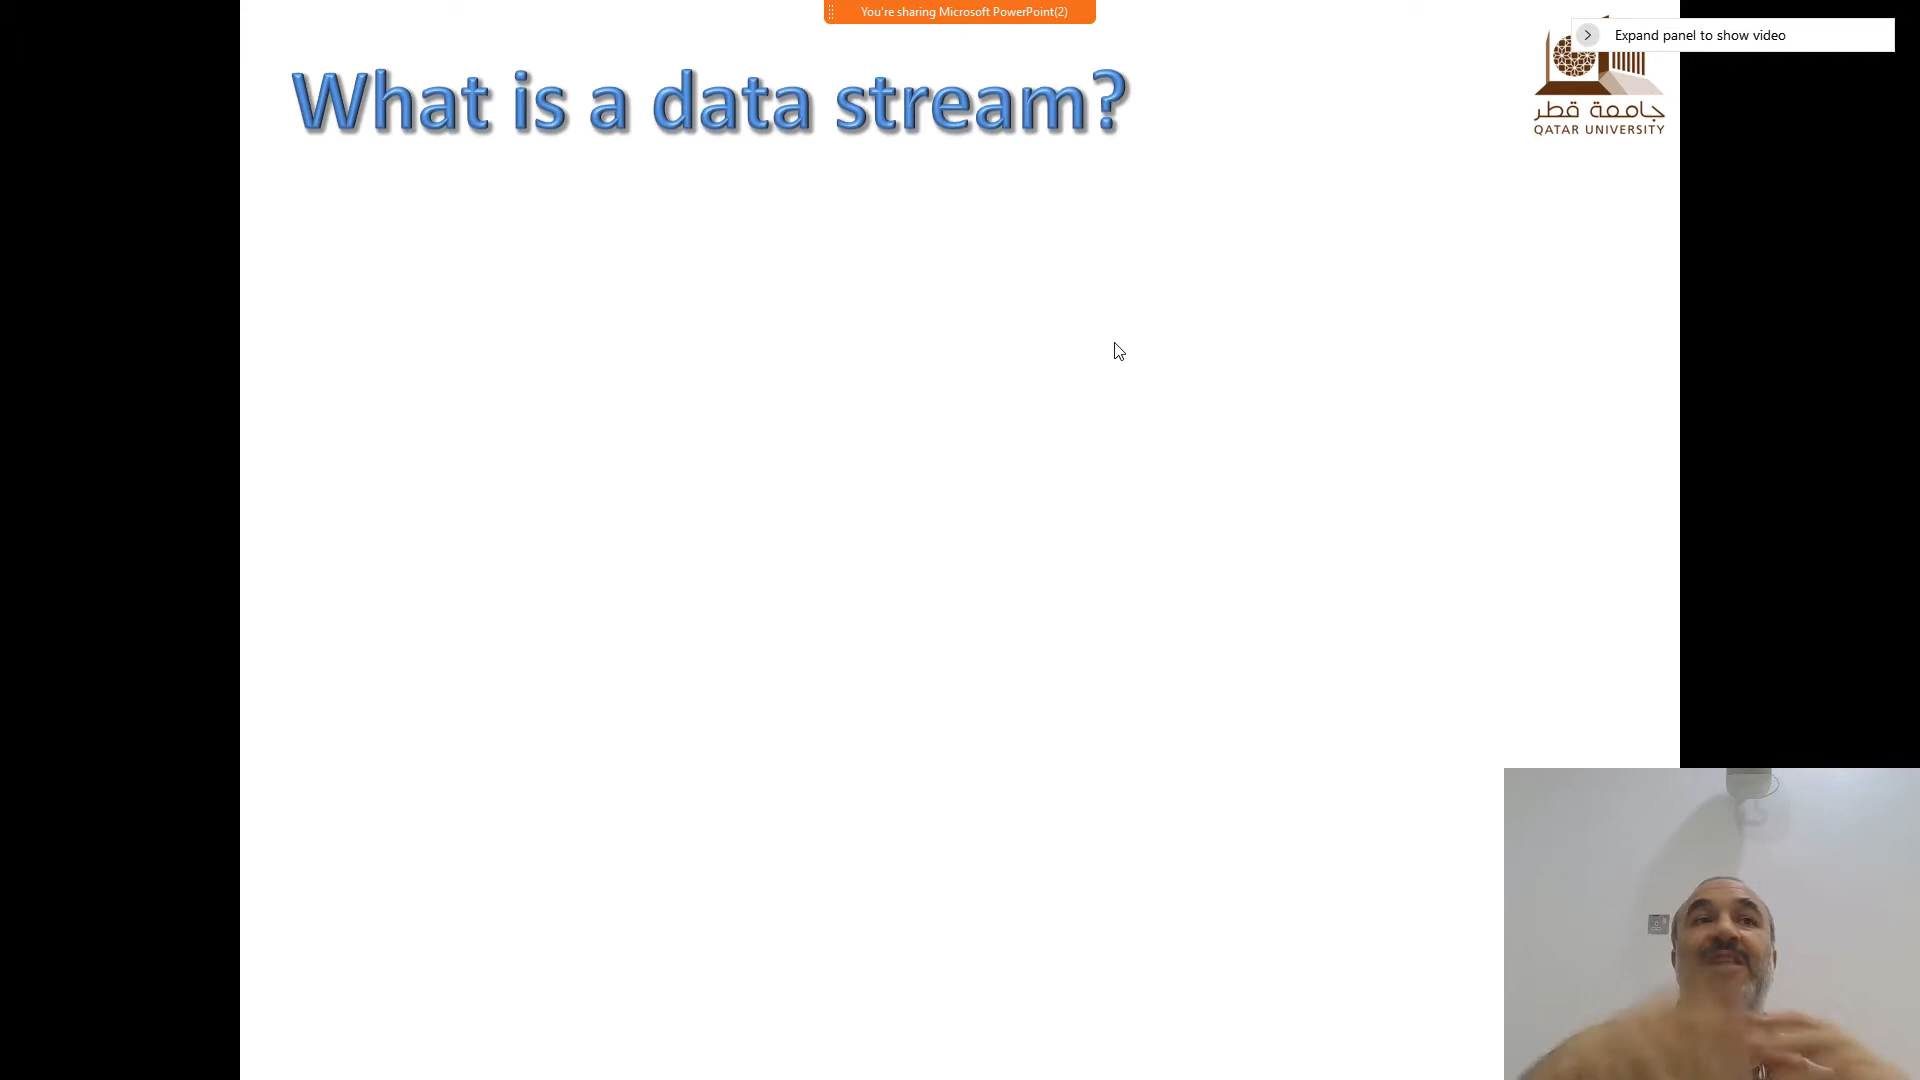 You're sharing Microsoft PowerPoint(2)
Expand panel to show video
What is a data stream?
جامعة قطر
QATAR UNIVERSITY